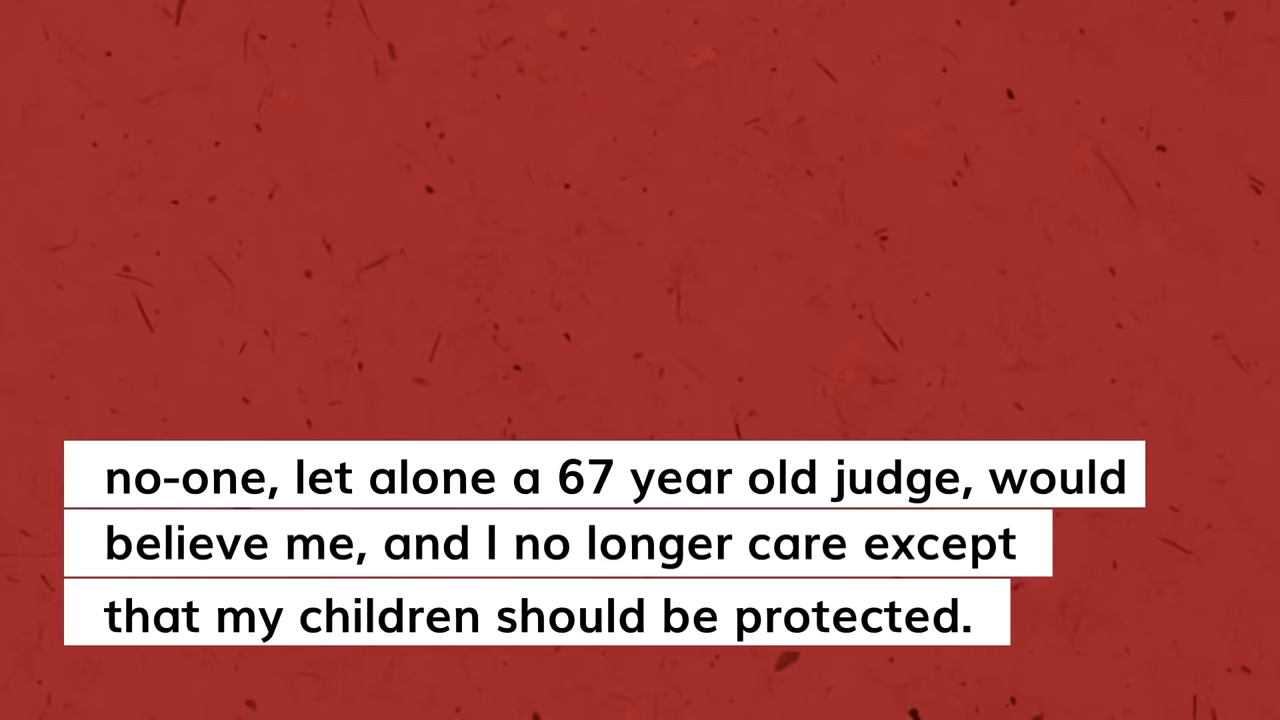 no-one, let alone a 67 year old judge, would
believe me, and I no longer care except
that my children should be protected.